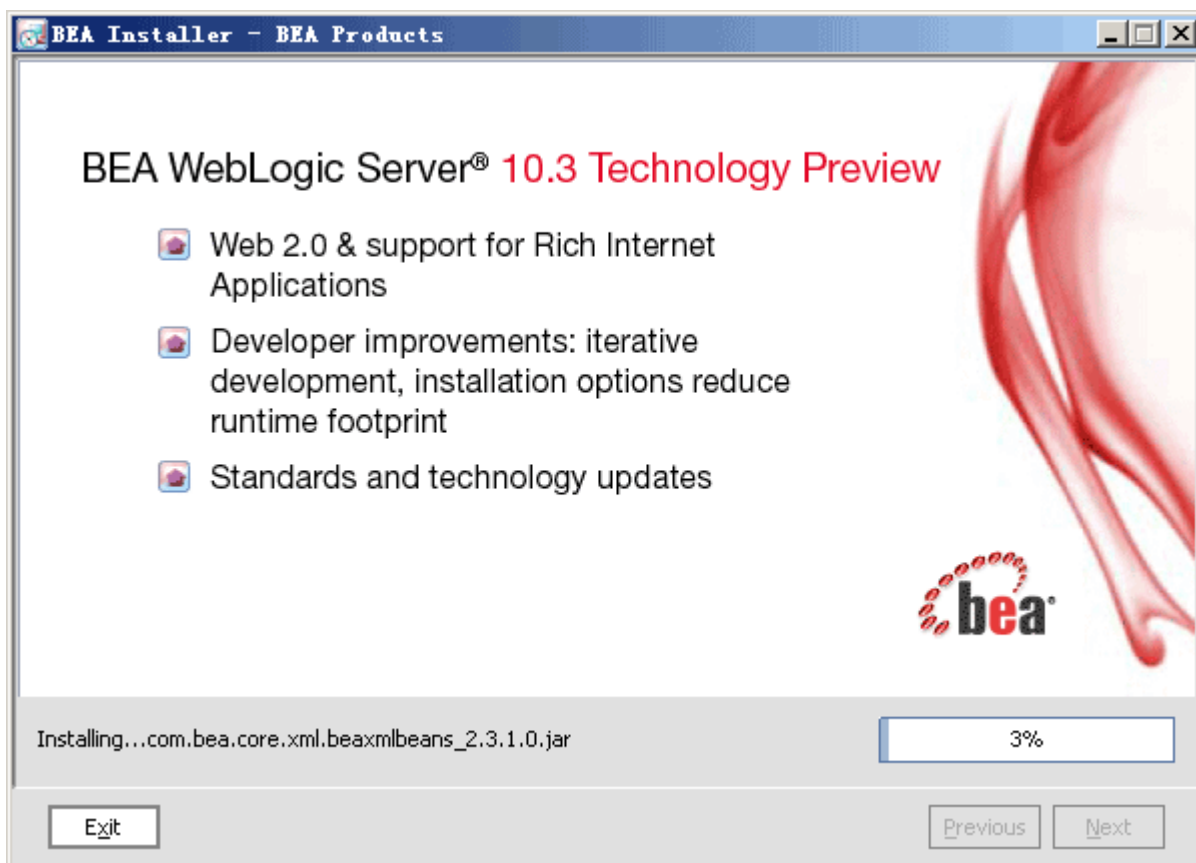 BEA Installer - BEA Products
BEA WebLogic Server® 10.3 Technology Preview
Web 2.0 & support for Rich Internet
Applications
Developer improvements: iterative
development, installation options reduce
runtime footprint
Standards and technology updates
bea
Installing...com.bea.core.xml.beaxmlbeans_2.3.1.0.jar
3%
Exit
Previous
Next